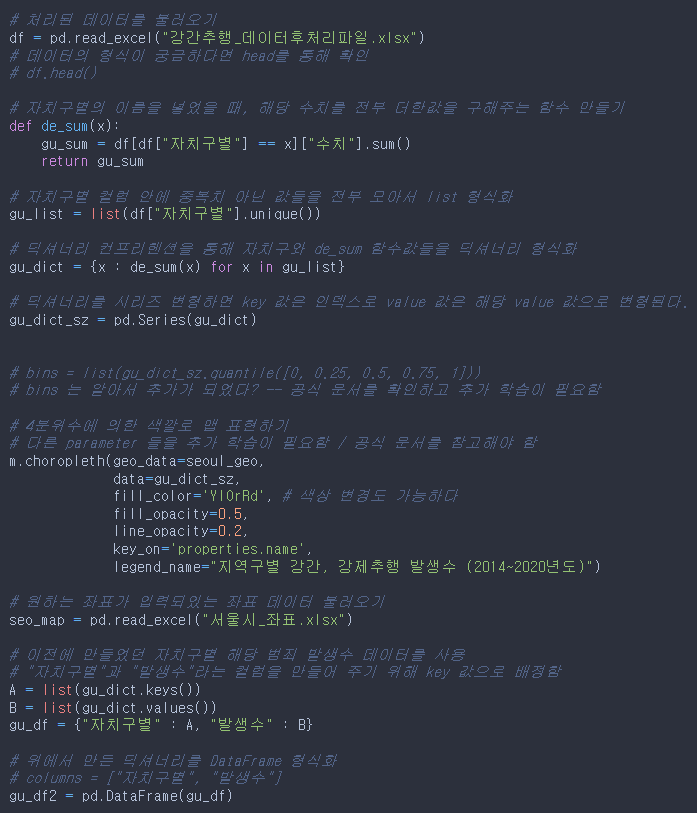 # 처리된 데이터를 불러오기
df = pd.read_excel("강간추행_데이터후처리파일.xlsx")
# 데이터의 형식이 궁금하다면 head를 통해 확인
# df.head()
# 자치구별의 이름을 넣었을 때, 해당 수치를 전부 더한값을 구해주는 함수 만들기
def de_sum(x):
    gu_sum = df[df["자치구별"] == x]["수치"].sum()
    return gu_sum
# 자치구별 컬럼 안에 중복치 아닌 값들을 전부 모아서 list 형식화
gu_list = list(df["자치구별"].unique())
# 딕셔너리 컨프리헨션을 통해 자치구와 de_sum 함수값들을 딕셔너리 형식화
gu_dict = {x : de_sum(x) for x in gu_list}
# 딕셔너리를 시리즈 변형하면 key 값은 인덱스로 value 값은 해당 value 값으로 변형된다.
gu_dict_sz = pd.Series(gu_dict)
# bins = list(gu_dict_sz.quantile([0, 0.25, 0.5, 0.75, 1]))
# bins 는 알아서 추가가 되었다? -- 공식 문서를 확인하고 추가 학습이 필요함
# 4분위수에 의한 색깔로 맵 표현하기
# 다른 parameter 들을 추가 학습이 필요함 / 공식 문서를 참고해야 함
m.choropleth(geo_data=seoul_geo,
             data=gu_dict_sz,
             fill_color='YlOrRd', # 색상 변경도 가능하다
             fill_opacity=0.5,
             line_opacity=0.2,
             key_on='properties.name',
             legend_name="지역구별 강간, 강제추행 발생수 (2014~2020년도)")
# 원하는 좌표가 입력되있는 좌표 데이터 불러오기
seo_map = pd.read_excel("서울시_좌표.xlsx")
# 이전에 만들었던 자치구별 해당 범죄 발생수 데이터를 사용
# "자치구별"과 "발생수"라는 컬럼을 만들어 주기 위해 key 값으로 배정함
A = list(gu_dict.keys())
B = list(gu_dict.values())
gu_df = {"자치구별" : A, "발생수" : B}
# 위에서 만든 딕셔너리를 DataFrame 형식화
# columns = ["자치구별", "발생수"]
gu_df2 = pd.DataFrame(gu_df)